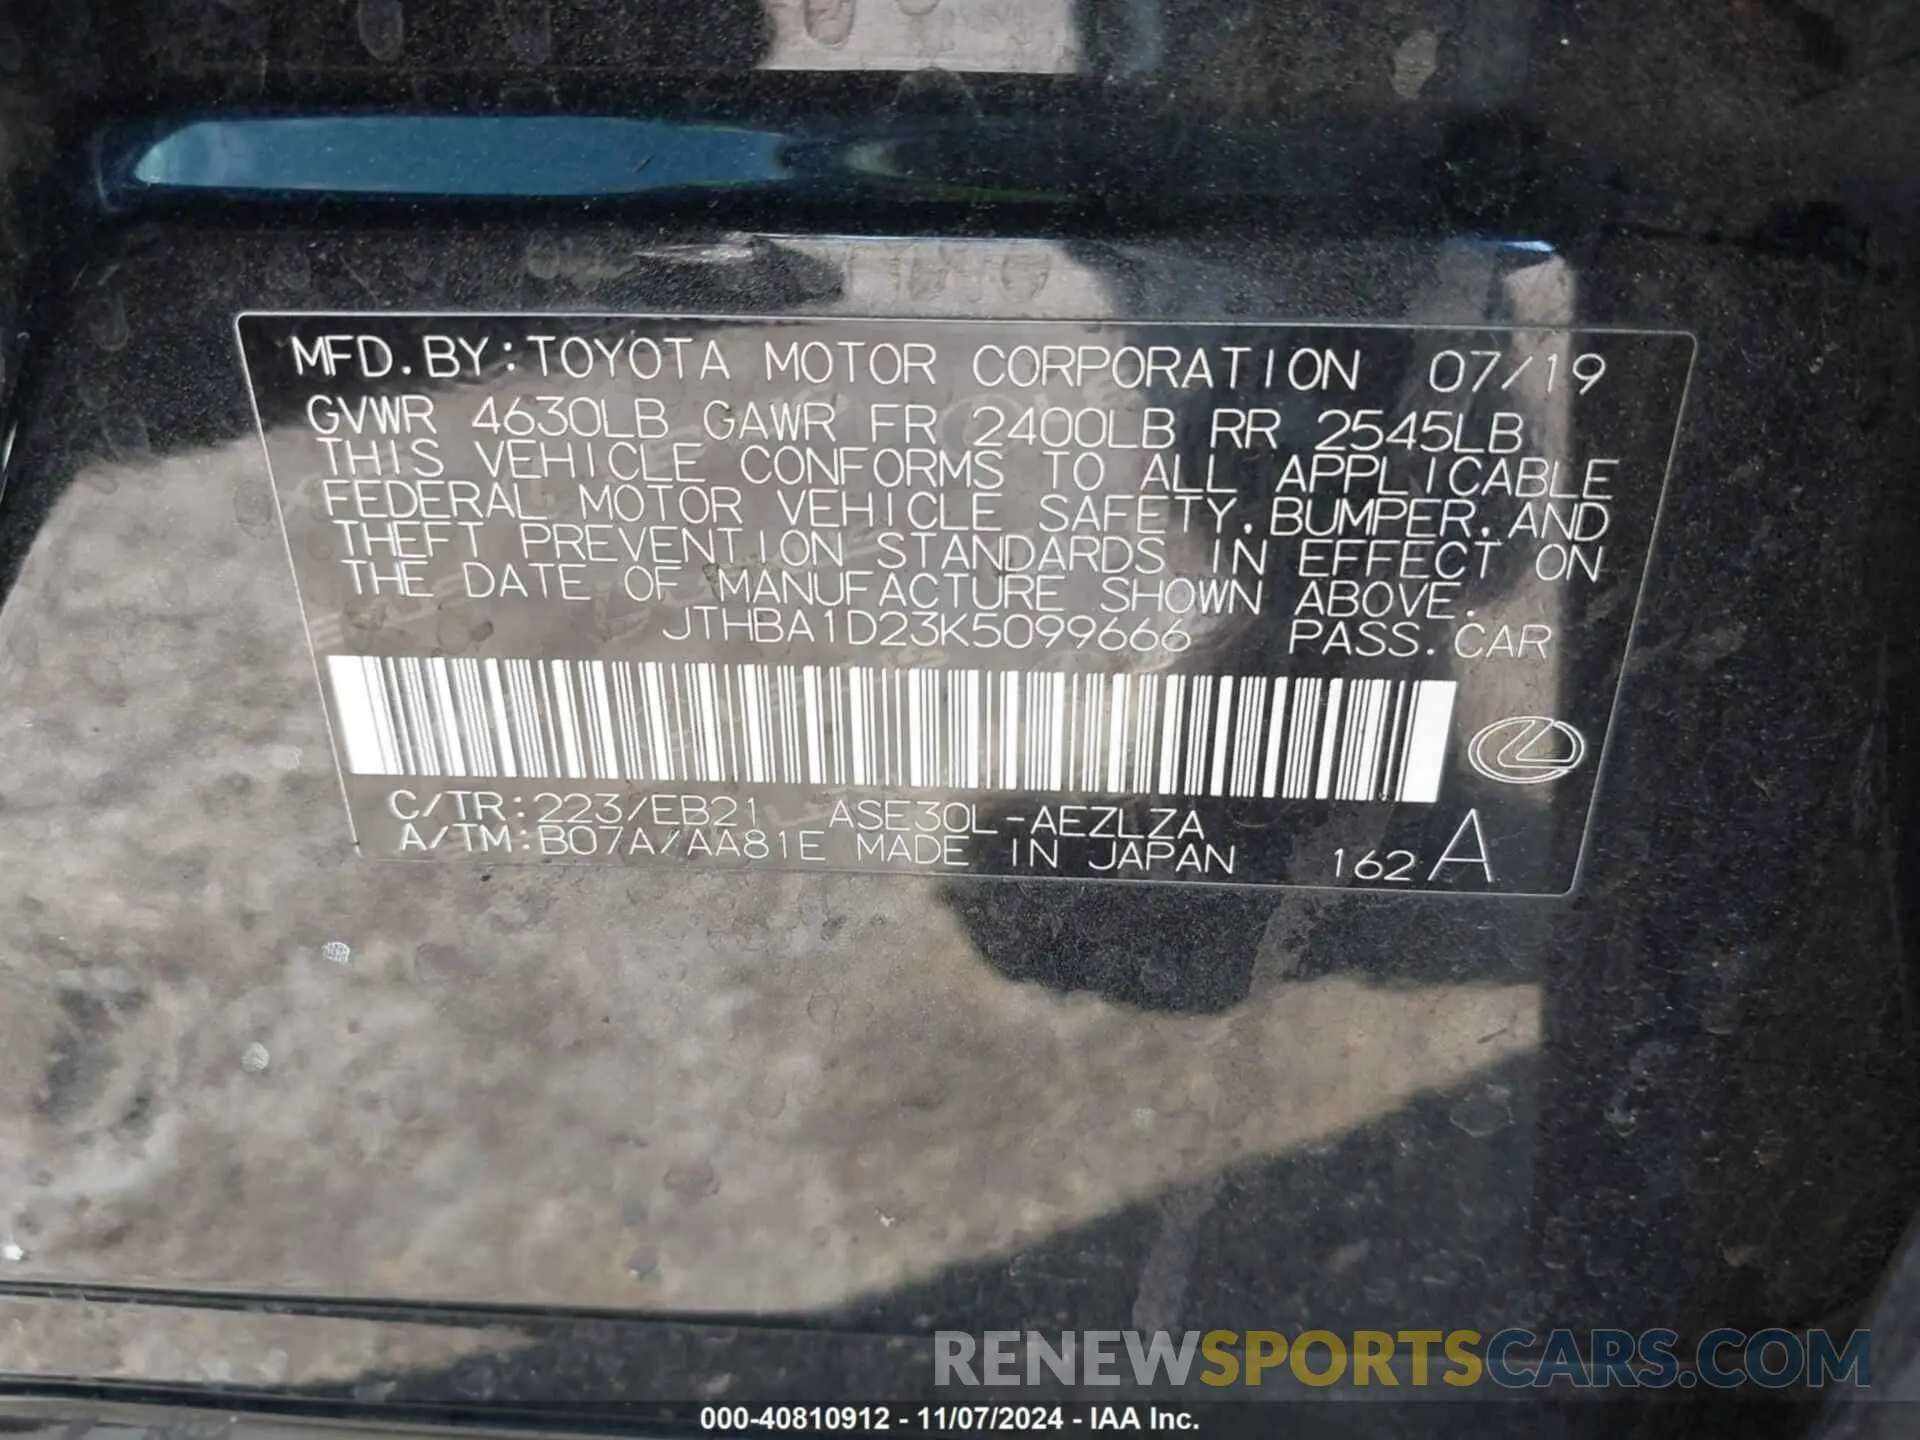 MFD. BY: TOYOTA MOTOR CORPORATION 07/19
GVWR 4630LB GAWR FR 2400LB RR 2545LB
THIS VEHICLE CONFORMS TO ALL APPLICABLE
FEDERAL MOTOR VEHICLE SAFETY, BUMPER, AND
THEFT PREVENTION STANDARDS IN EFFECT ON
THE DATE OF MANUFACTURE SHOWN ABOVE.
JTHBA1D23K5099666 PASS. CAR
C/TR: 223/EB21 ASE30L-AEZLZA
A/TM: B07A/AA81E MADE IN JAPAN 162 A
RENEWSPORTSCARS.COM
000-40810912 - 11/07/2024 - IAA Inc.